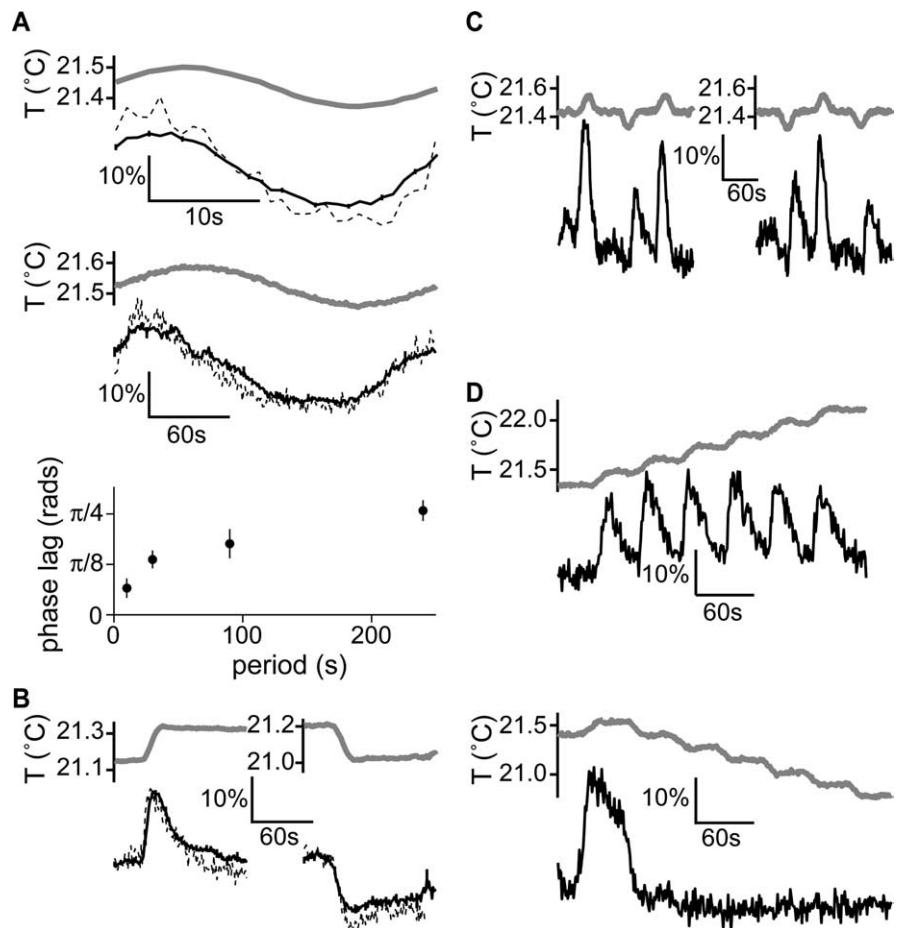 A
T (°C)
21.5
21.4
10%
10s
T (°C)
21.6
21.5
10%
60s
phase lag (rads)
π/4
π/8
0
0
100
200
period (s)
B
T (°C)
21.3
21.1
21.2
21.0
10%
60s
C
T (°C)
21.6
21.4
21.6
21.4
10%
60s
D
T (°C)
22.0
21.5
10%
60s
T (°C)
21.5
21.0
10%
60s